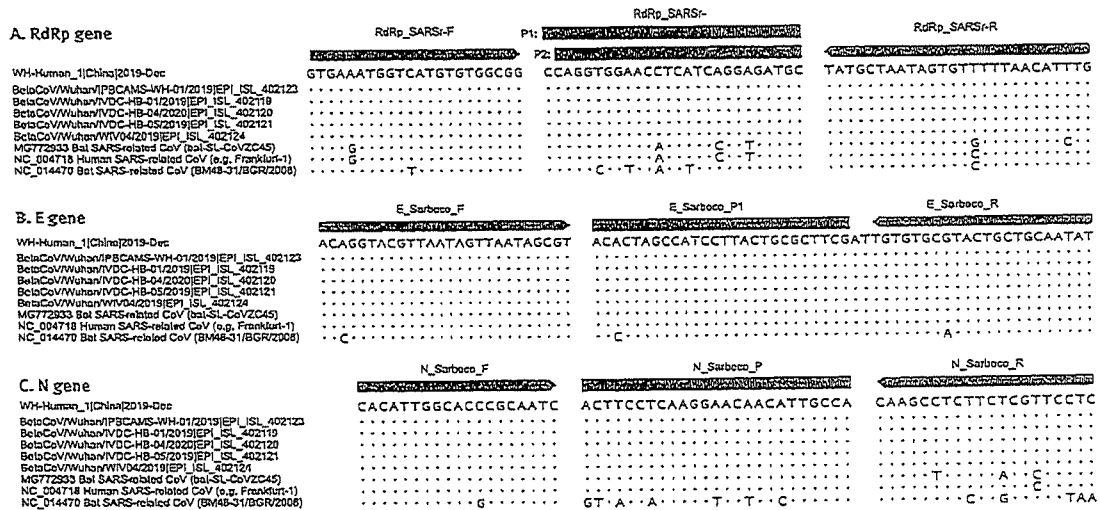 RdRp_SARSr-
A. RdRp gene
RdRp_SARSr-F
P1:
RdRp_SARSr-R
P2:
WH-Human_1|China|2019-Dec GTGAAATGGTCATGTGTGGCGG CCAGGTGGAACCTCATCAGGAGATGC TATGCTAATAGTGTTTTTAACATTTG
BetaCoV/Wuhan/IPBCAMS-WH-01/2019|EPI_ISL_402123
BetaCoV/Wuhan/IVDC-HB-01/2019|EPI_ISL_402119
BetaCoV/Wuhan/IVDC-HB-04/2020|EPI_ISL_402120
BetaCoV/Wuhan/IVDC-HB-05/2019|EPI_ISL_402121
BetaCoV/Wuhan/WIV04/2019|EPI_ISL_402124
MG772933 Bat SARS-related CoV (bat-SL-CoVZC45) G A C T G C
NC_004718 Human SARS-related CoV (e.g. Frankfurt-1) G A C T C
NC_014470 Bat SARS-related CoV (BM48-31/BGR/2008) T C T A T C
B. E gene
E_Sarbeco_F E_Sarbeco_P1 E_Sarbeco_R
WH-Human_1|China|2019-Dec ACAGGTACGTTAATAGTTAATAGCGT ACACTAGCCATCCTTACTGCGCTTCGATTGTGTGCGTACTGCTGCAATAT
BetaCoV/Wuhan/IPBCAMS-WH-01/2019|EPI_ISL_402123
BetaCoV/Wuhan/IVDC-HB-01/2019|EPI_ISL_402119
BetaCoV/Wuhan/IVDC-HB-04/2020|EPI_ISL_402120
BetaCoV/Wuhan/IVDC-HB-05/2019|EPI_ISL_402121
BetaCoV/Wuhan/WIV04/2019|EPI_ISL_402124
MG772933 Bat SARS-related CoV (bat-SL-CoVZC45)
NC_004718 Human SARS-related CoV (e.g. Frankfurt-1)
NC_014470 Bat SARS-related CoV (BM48-31/BGR/2008) C C A
C. N gene
N_Sarbeco_F N_Sarbeco_P N_Sarbeco_R
WH-Human_1|China|2019-Dec CACATTGGCACCCGCAATC ACTTCCTCAAGGAACAACATTGCCA CAAGCCTCTTCTCGTTCCTC
BetaCoV/Wuhan/IPBCAMS-WH-01/2019|EPI_ISL_402123
BetaCoV/Wuhan/IVDC-HB-01/2019|EPI_ISL_402119
BetaCoV/Wuhan/IVDC-HB-04/2020|EPI_ISL_402120
BetaCoV/Wuhan/IVDC-HB-05/2019|EPI_ISL_402121
BetaCoV/Wuhan/WIV04/2019|EPI_ISL_402124
MG772933 Bat SARS-related CoV (bat-SL-CoVZC45) T A C
NC_004718 Human SARS-related CoV (e.g. Frankfurt-1) C
NC_014470 Bat SARS-related CoV (BM48-31/BGR/2008) G GT A A T T C C G TAA